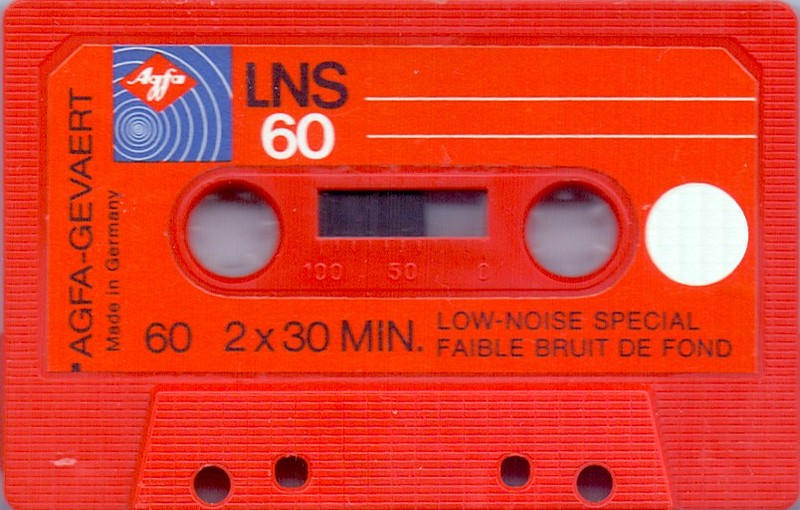 Agfa
LNS
60
AGFA-GEVAERT
Made in Germany
100 50 0
60 2 x 30 MIN.
LOW-NOISE SPECIAL
FAIBLE BRUIT DE FOND